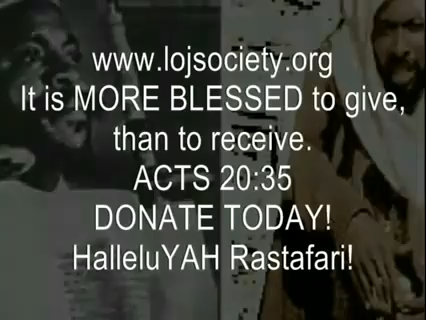 www.lojsociety.org
It is MORE BLESSED to give,
than to receive.
ACTS 20:35
DONATE TODAY!
HalleluYAH Rastafari!